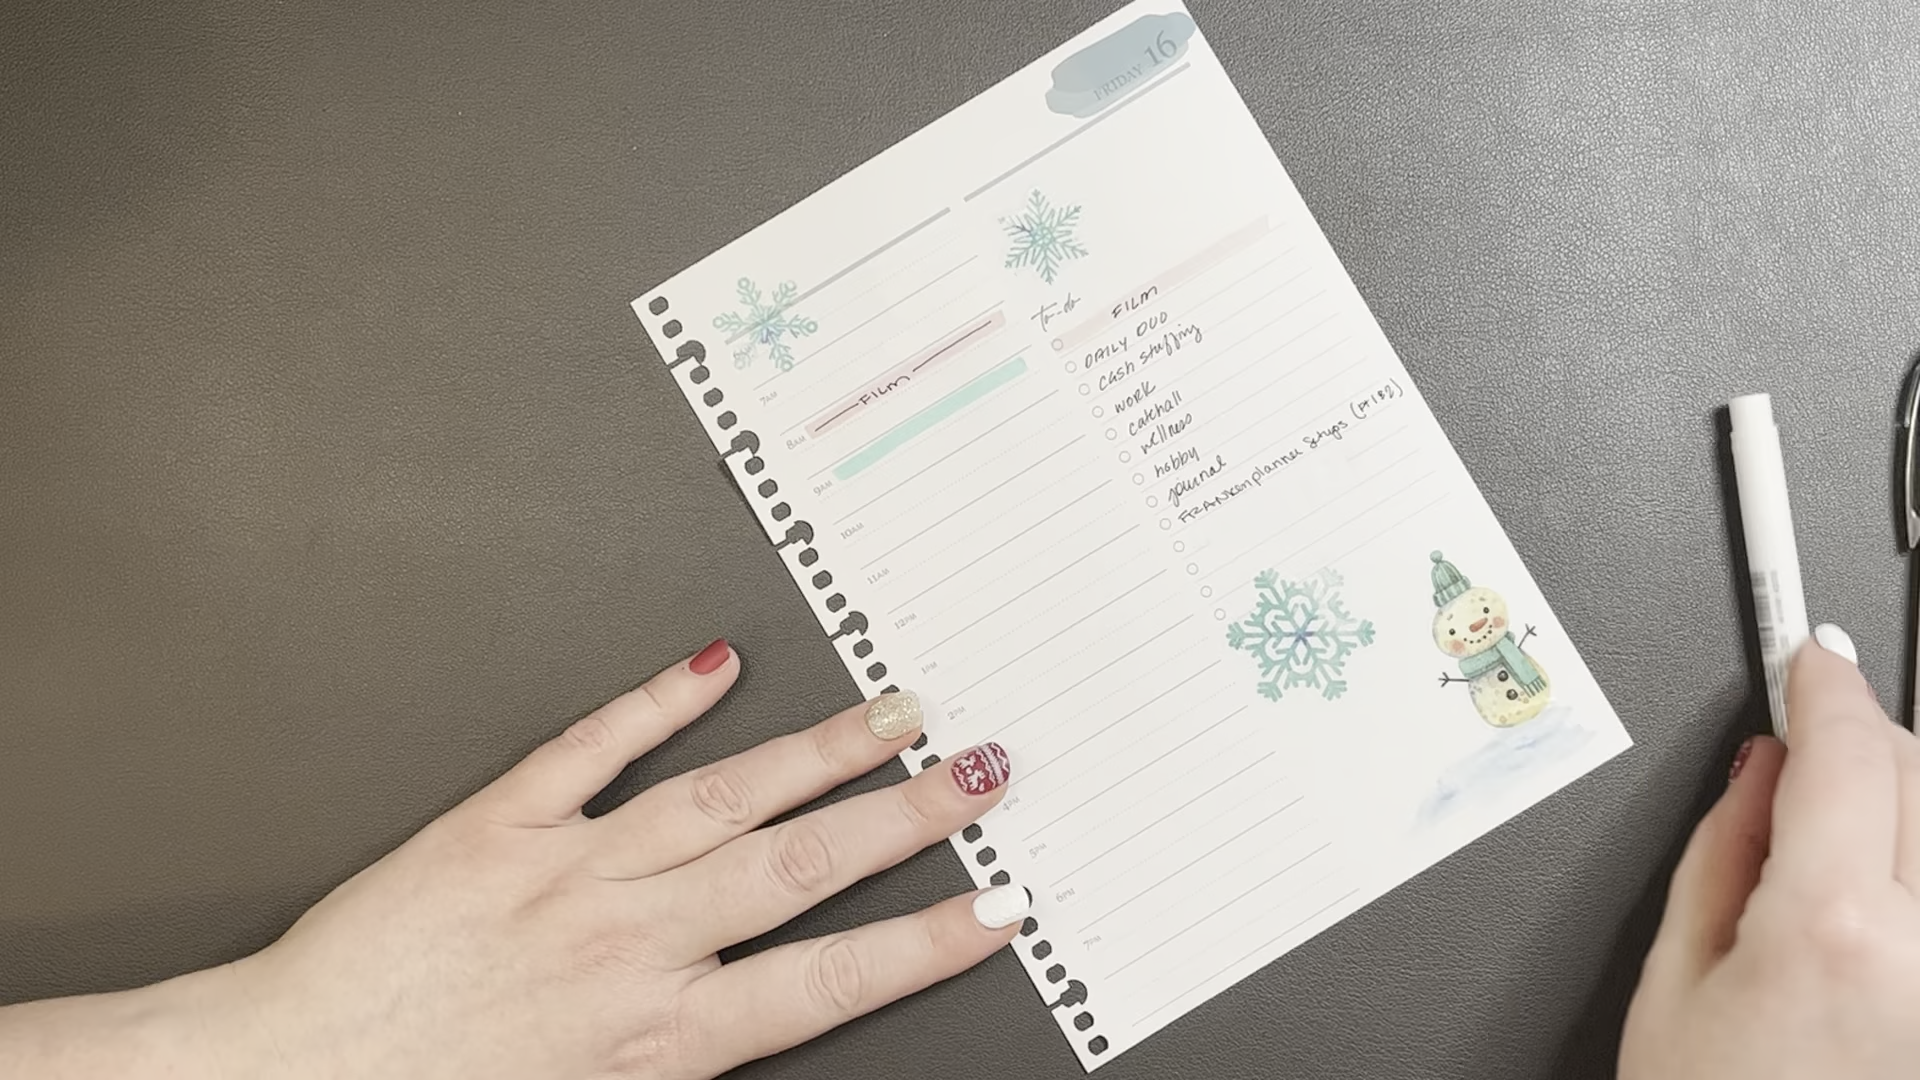 FRIDAY 16
7AM
8AM
FILM
9AM
10AM
11AM
12PM
1PM
2PM
4PM
5PM
6PM
7PM
to-do
FILM
DAILY DUO
cash stuffing
work
catchall
wellness
hobby
journal
FRANKenplanner Setups (pt 1&2)